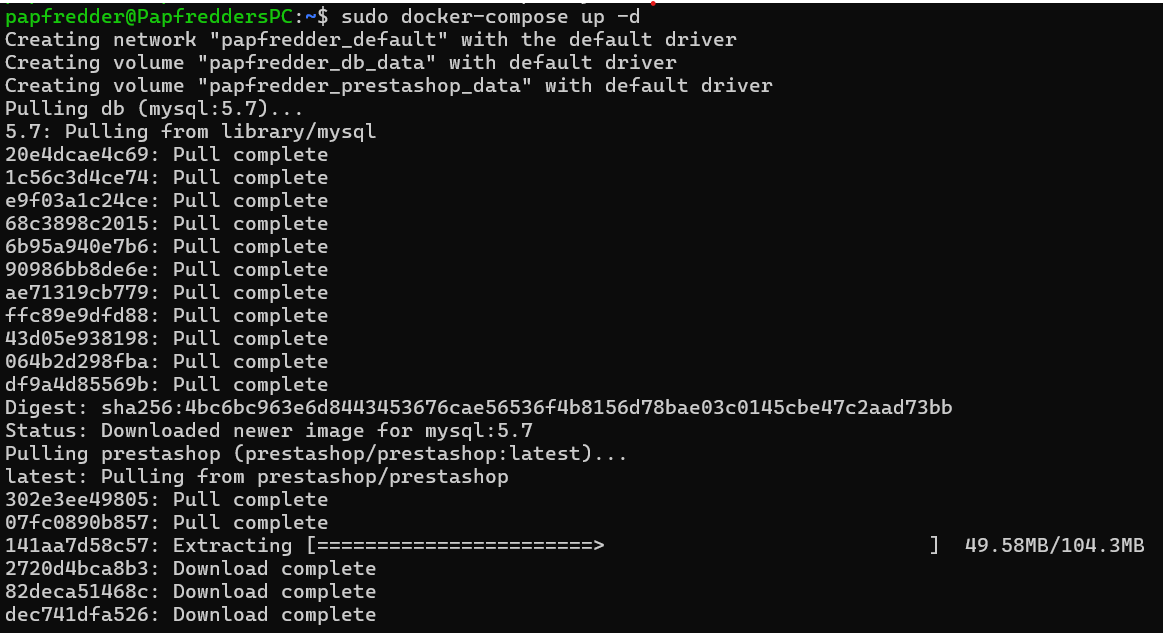 papfredder@PapfreddersPC:~$ sudo docker-compose up -d
Creating network "papfredder_default" with the default driver
Creating volume "papfredder_db_data" with default driver
Creating volume "papfredder_prestashop_data" with default driver
Pulling db (mysql:5.7)...
5.7: Pulling from library/mysql
20e4dcae4c69: Pull complete
1c56c3d4ce74: Pull complete
e9f03a1c24ce: Pull complete
68c3898c2015: Pull complete
6b95a940e7b6: Pull complete
90986bb8de6e: Pull complete
ae71319cb779: Pull complete
ffc89e9dfd88: Pull complete
43d05e938198: Pull complete
064b2d298fba: Pull complete
df9a4d85569b: Pull complete
Digest: sha256:4bc6bc963e6d8443453676cae56536f4b8156d78bae03c0145cbe47c2aad73bb
Status: Downloaded newer image for mysql:5.7
Pulling prestashop (prestashop/prestashop:latest)...
latest: Pulling from prestashop/prestashop
302e3ee49805: Pull complete
07fc0890b857: Pull complete
141aa7d58c57: Extracting [=======================>                           ]  49.58MB/104.3MB
2720d4bca8b3: Download complete
82deca51468c: Download complete
dec741dfa526: Download complete